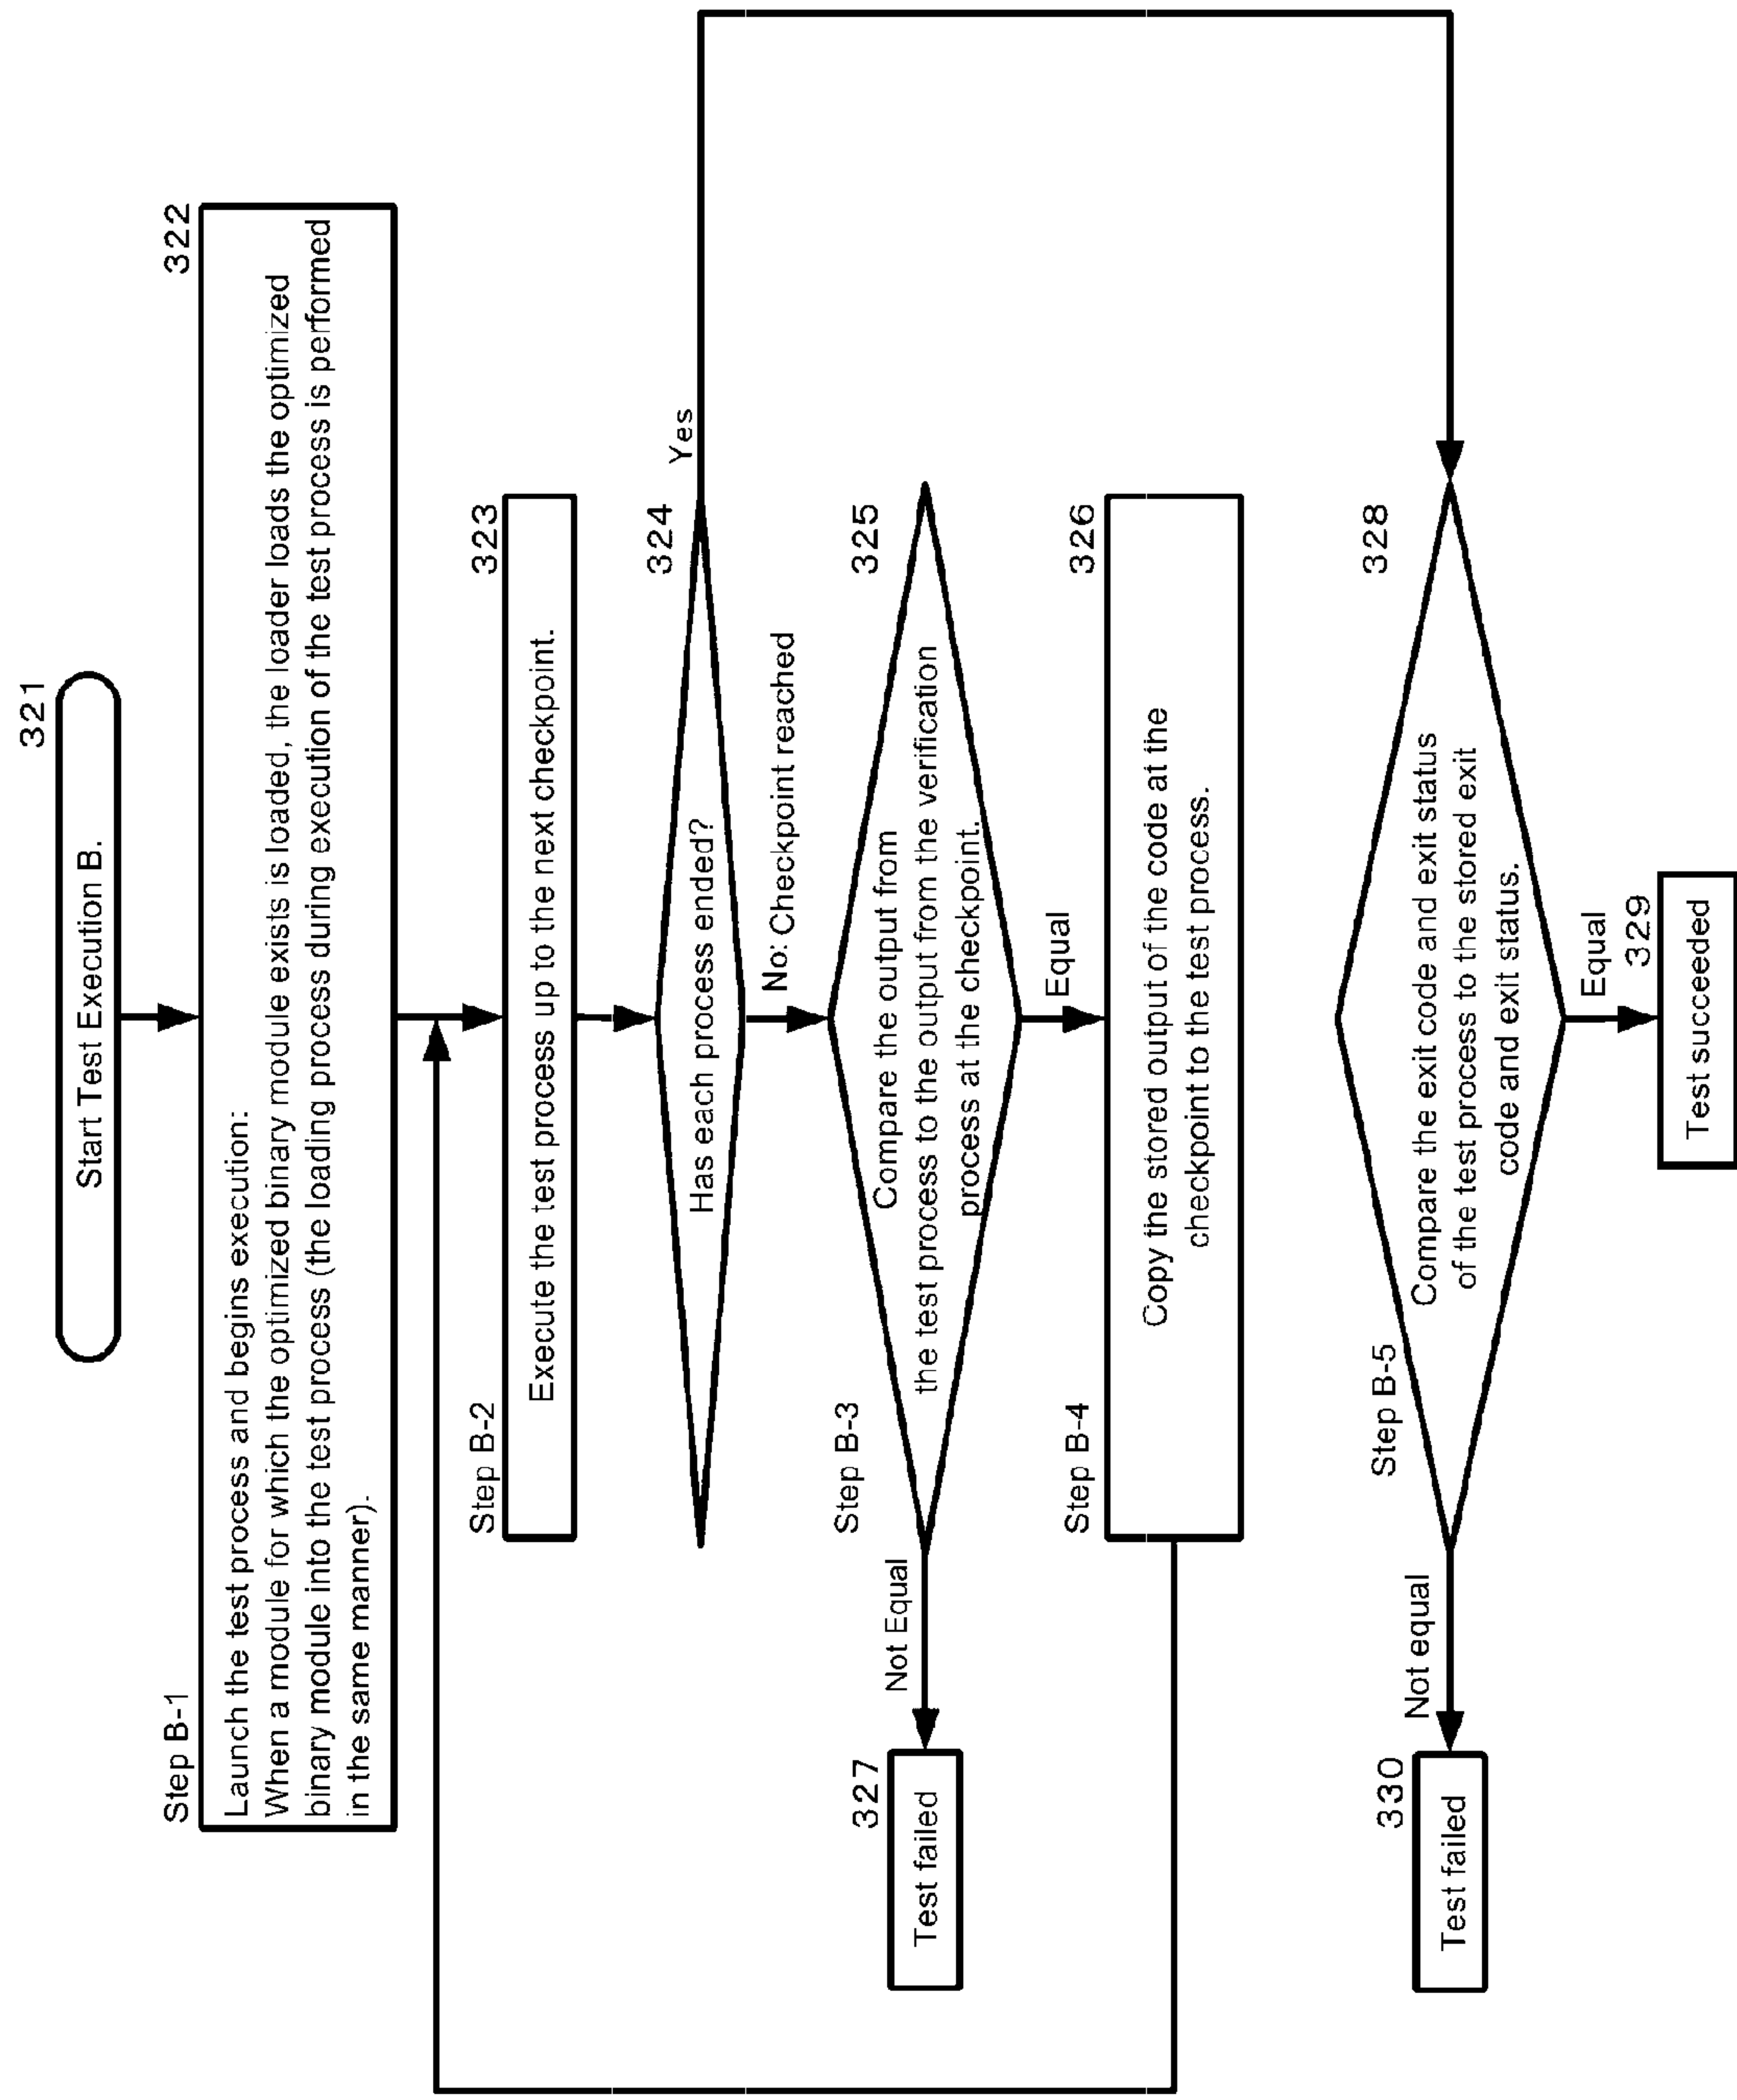 321
Start Test Execution B.
Step B-1
322
Launch the test process and begins execution:
When a module for which the optimized binary module exists is loaded, the loader loads the optimized
binary module into the test process (the loading process during execution of the test process is performed
in the same manner).
Step B-2
323
Execute the test process up to the next checkpoint.
324
Has each process ended?
Yes
No: Checkpoint reached
Step B-3
325
Compare the output from
the test process to the output from the verification
process at the checkpoint.
Not Equal
327
Test failed
Equal
Step B-4
326
Copy the stored output of the code at the
checkpoint to the test process.
Step B-5
328
Compare the exit code and exit status
of the test process to the stored exit
code and exit status.
Not equal
330
Test failed
Equal
329
Test succeeded